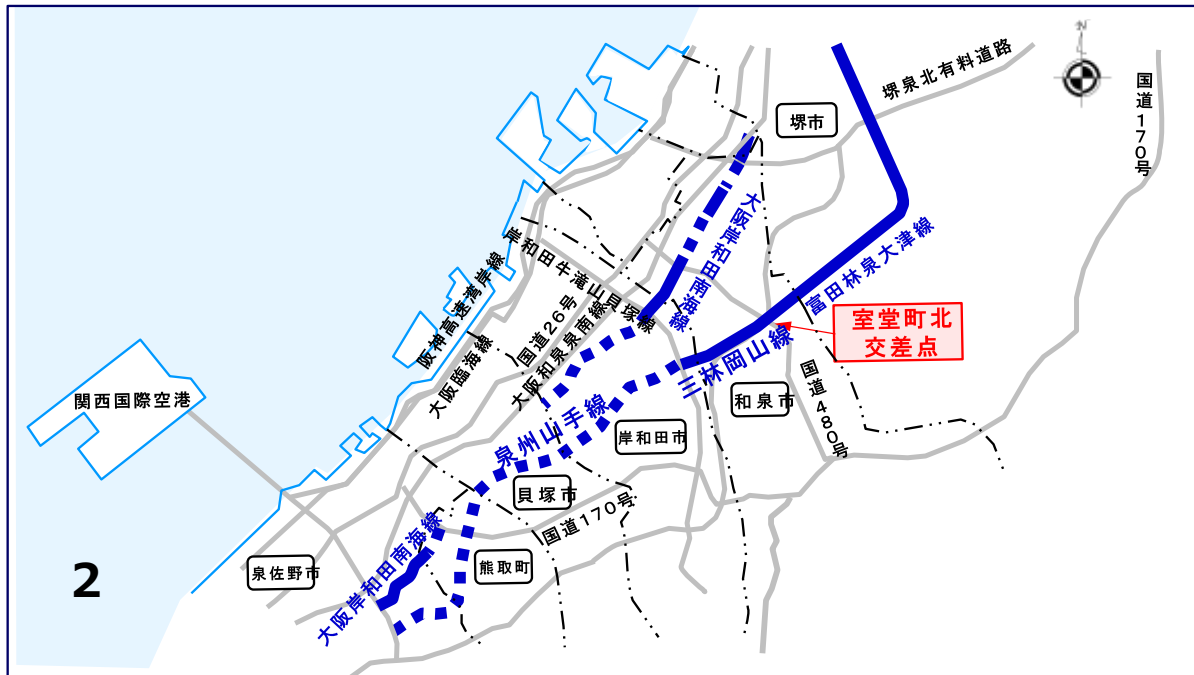 N
堺泉北有料道路
国道170号
堺市
大阪岸和田南海線
富田林泉大津線
岸和田牛滝山貝塚線
阪神高速湾岸線
国道26号
大阪和泉泉南線
大阪臨海線
室堂町北
交差点
三林岡山線
関西国際空港
和泉市
国道480号
泉州山手線
岸和田市
貝塚市
国道170号
大阪岸和田南海線
熊取町
泉佐野市
2